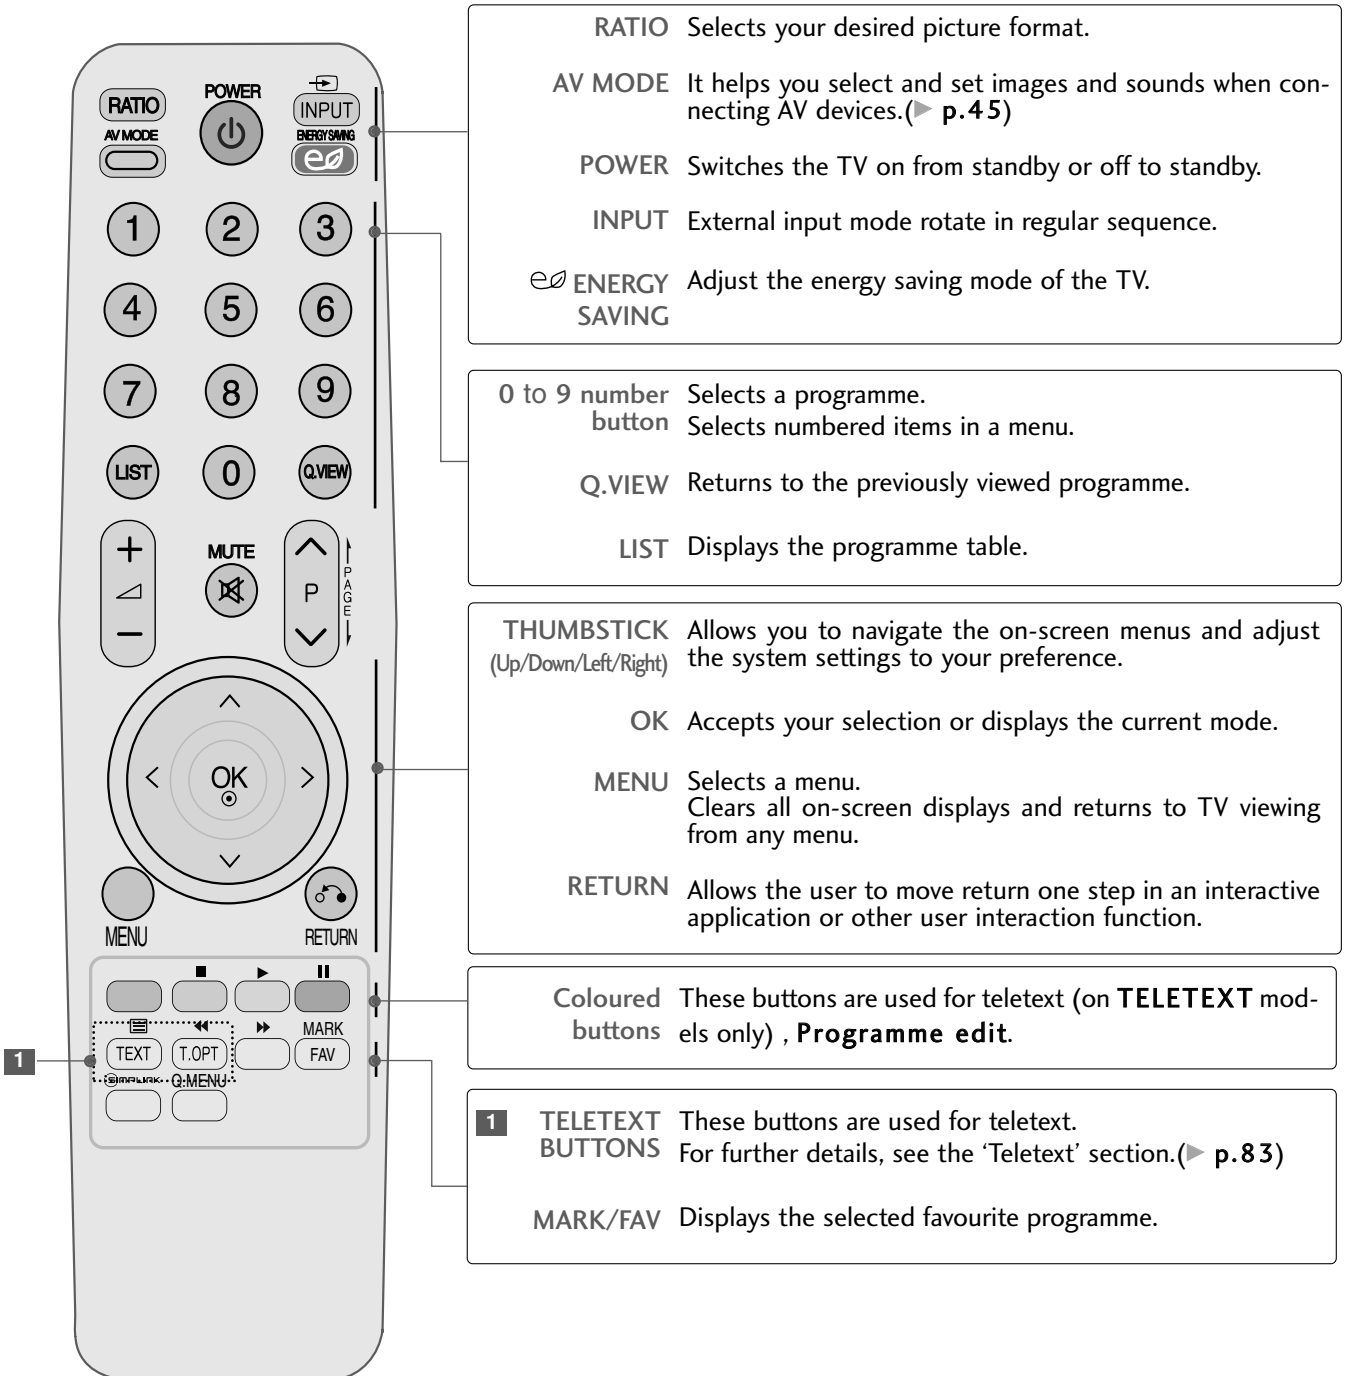 RATIO
POWER
INPUT
AV MODE
ENERGY SAVING
1 2 3
4 5 6
7 8 9
LIST 0 Q.VIEW
+
MUTE
P
PAGE
−
OK
MENU
RETURN
MARK
TEXT T.OPT FAV
SIMPLINK Q.MENU
1
RATIO Selects your desired picture format.
AV MODE It helps you select and set images and sounds when con-
necting AV devices.(▶ p.45)
POWER Switches the TV on from standby or off to standby.
INPUT External input mode rotate in regular sequence.
ENERGY Adjust the energy saving mode of the TV.
SAVING
0 to 9 number Selects a programme.
button Selects numbered items in a menu.
Q.VIEW Returns to the previously viewed programme.
LIST Displays the programme table.
THUMBSTICK Allows you to navigate the on-screen menus and adjust
(Up/Down/Left/Right) the system settings to your preference.
OK Accepts your selection or displays the current mode.
MENU Selects a menu.
Clears all on-screen displays and returns to TV viewing
from any menu.
RETURN Allows the user to move return one step in an interactive
application or other user interaction function.
Coloured These buttons are used for teletext (on TELETEXT mod-
buttons els only) , Programme edit.
1 TELETEXT These buttons are used for teletext.
BUTTONS For further details, see the ‘Teletext’ section.(▶ p.83)
MARK/FAV Displays the selected favourite programme.